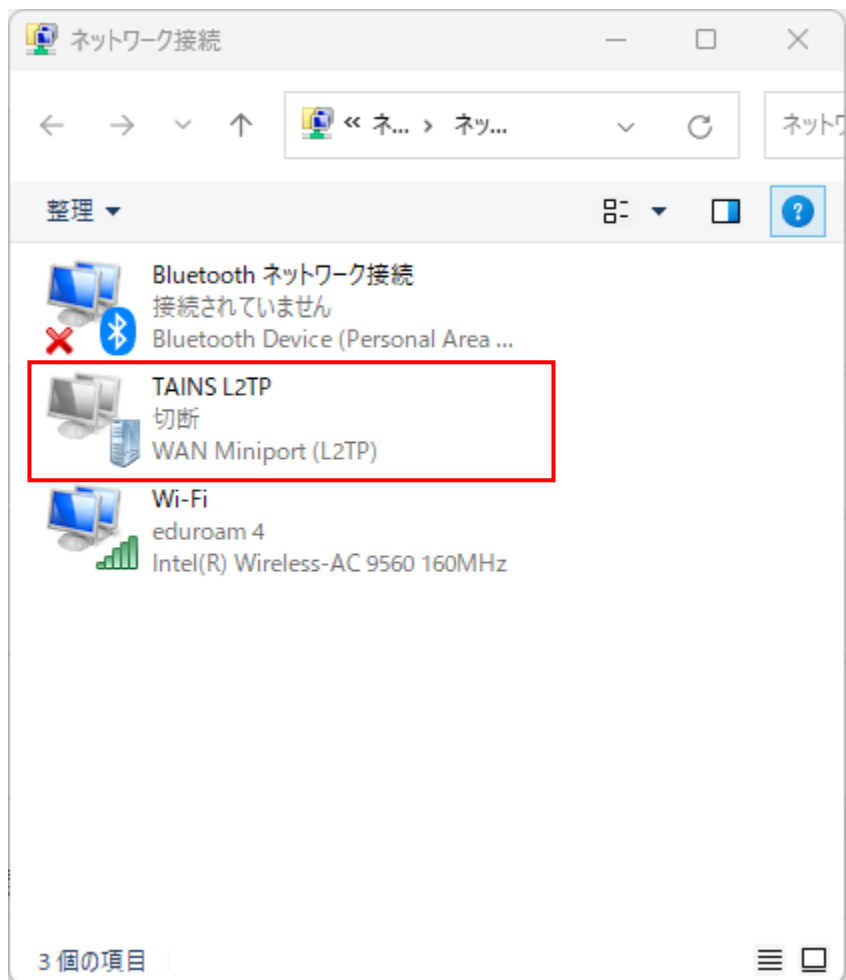 ネットワーク接続
« ネ... › ネッ...
ネットワ
整理
Bluetooth ネットワーク接続
接続されていません
Bluetooth Device (Personal Area ...
TAINS L2TP
切断
WAN Miniport (L2TP)
Wi-Fi
eduroam 4
Intel(R) Wireless-AC 9560 160MHz
3 個の項目